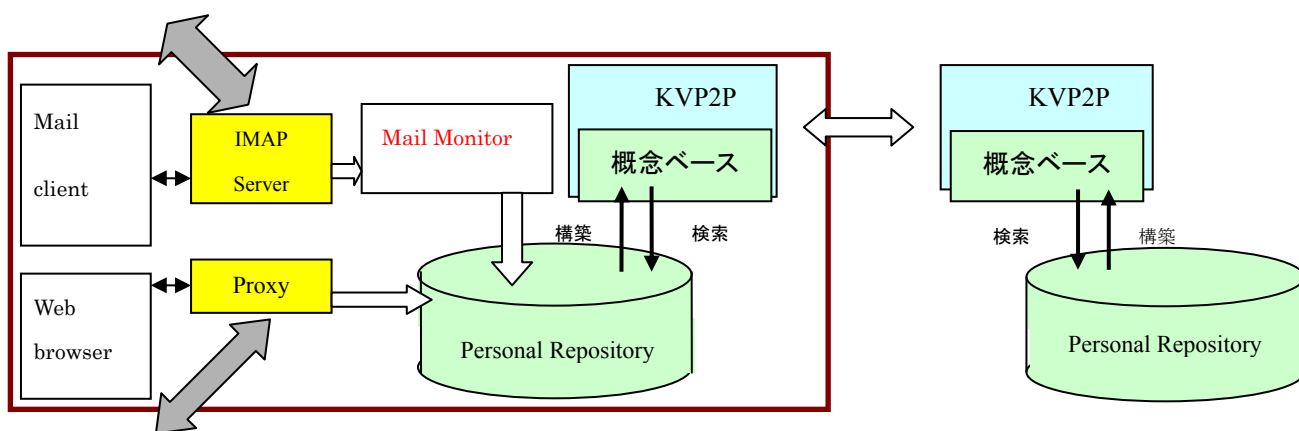 Mail
client
IMAP
Server
Mail Monitor
KVP2P
概念ベース
構築
検索
Web
browser
Proxy
Personal Repository
KVP2P
概念ベース
検索
構築
Personal Repository